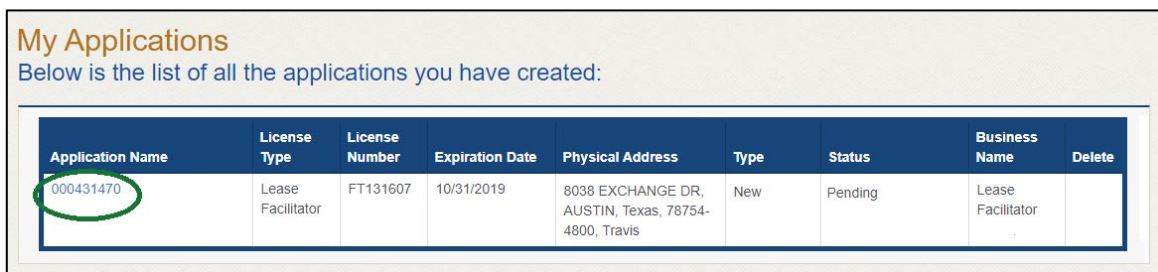 My Applications
Below is the list of all the applications you have created:
Application Name License Type License Number Expiration Date Physical Address Type Status Business Name Delete
000431470 Lease Facilitator FT131607 10/31/2019 8038 EXCHANGE DR, AUSTIN, Texas, 78754-4800, Travis New Pending Lease Facilitator